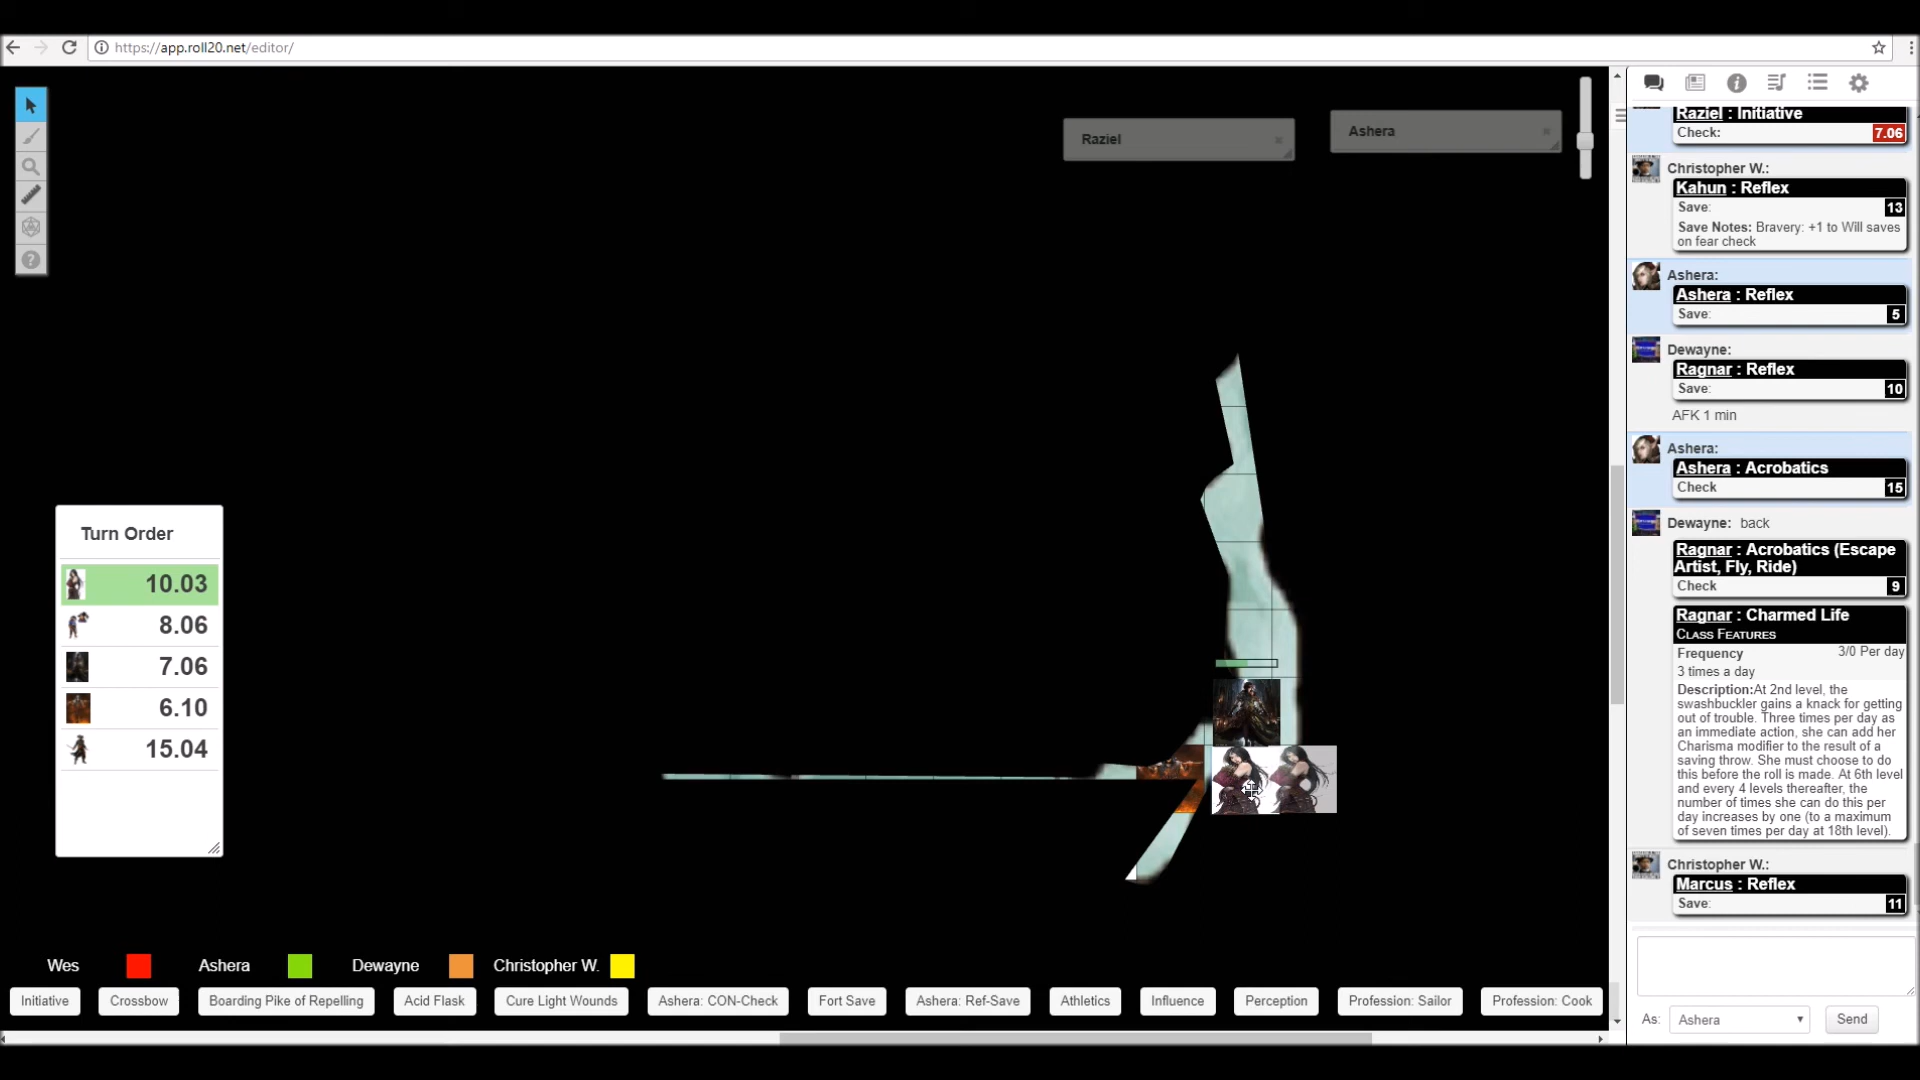 https://app.roll20.net/editor/
Raziel
Ashera
Turn Order
10.03
8.06
7.06
6.10
15.04
Wes
Ashera
Dewayne
Christopher W.
Initiative
Crossbow
Boarding Pike of Repelling
Acid Flask
Cure Light Wounds
Ashera: CON-Check
Fort Save
Ashera: Ref-Save
Athletics
Influence
Perception
Profession: Sailor
Profession: Cook
Raziel : Initiative
Check: 7.06
Christopher W.:
Kahun : Reflex
Save: 13
Save Notes: Bravery: +1 to Will saves
on fear check
Ashera:
Ashera : Reflex
Save: 5
Dewayne:
Ragnar : Reflex
Save: 10
AFK 1 min
Ashera:
Ashera : Acrobatics
Check 15
Dewayne: back
Ragnar : Acrobatics (Escape
Artist, Fly, Ride)
Check 9
Ragnar : Charmed Life
Class Features
Frequency 3/0 Per day
3 times a day
Description:At 2nd level, the
swashbuckler gains a knack for getting
out of trouble. Three times per day as
an immediate action, she can add her
Charisma modifier to the result of a
saving throw. She must choose to do
this before the roll is made. At 6th level
and every 4 levels thereafter, the
number of times she can do this per
day increases by one (to a maximum
of seven times per day at 18th level).
Christopher W.:
Marcus : Reflex
Save: 11
As: Ashera
Send